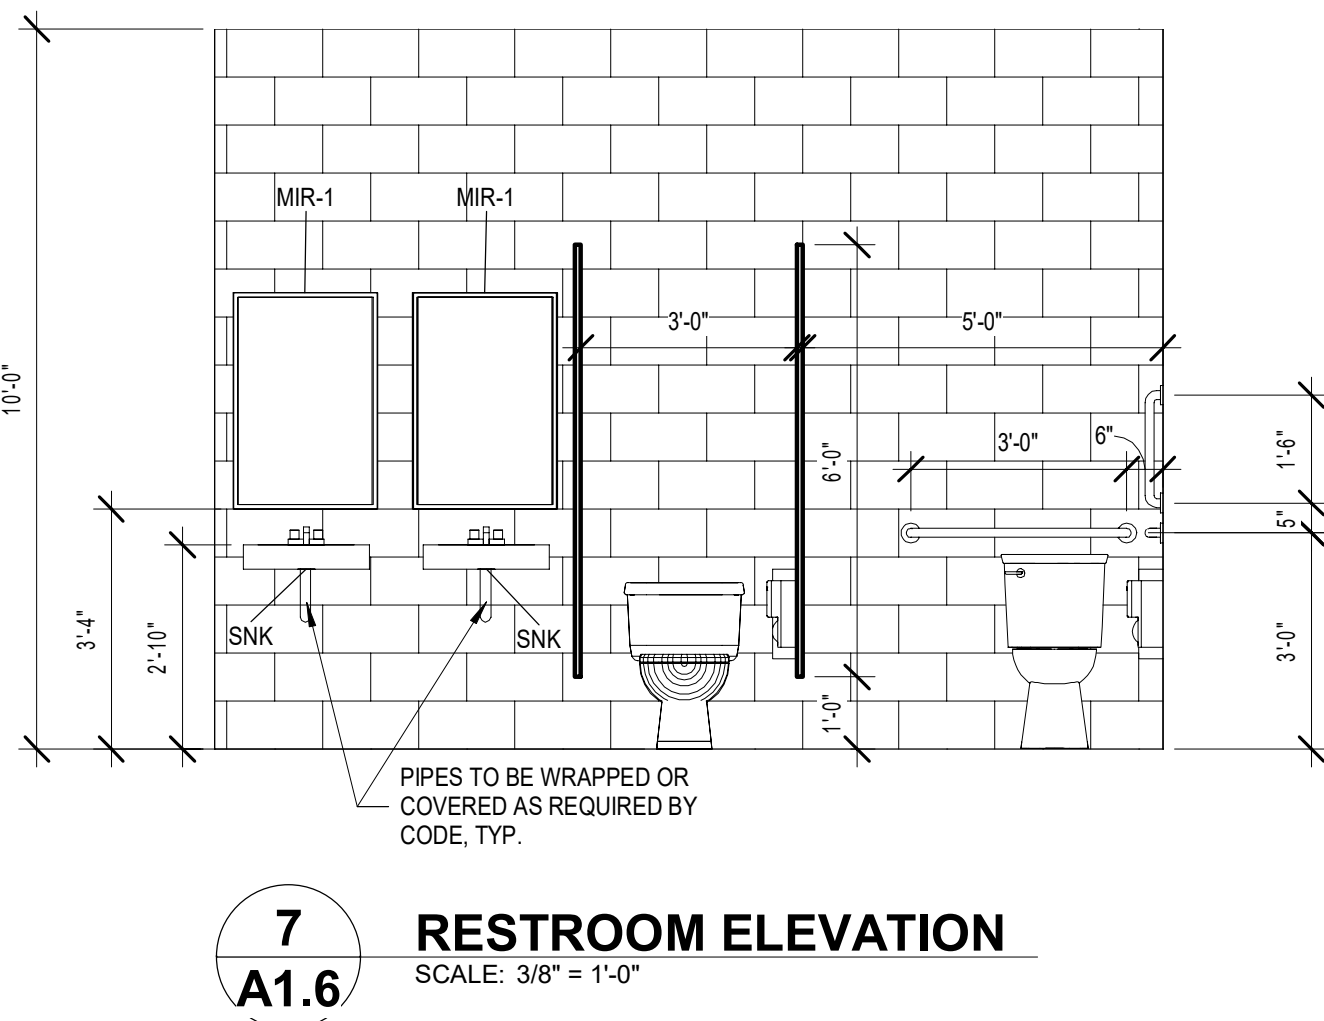 MIR-1
MIR-1
10'-0"
3'-0"
5'-0"
6'-0"
3'-0"
6"
1'-6"
5"
3'-4"
2'-10"
SNK
SNK
3'-0"
1'-0"
PIPES TO BE WRAPPED OR
COVERED AS REQUIRED BY
CODE, TYP.
7
A1.6
RESTROOM ELEVATION
SCALE: 3/8" = 1'-0"